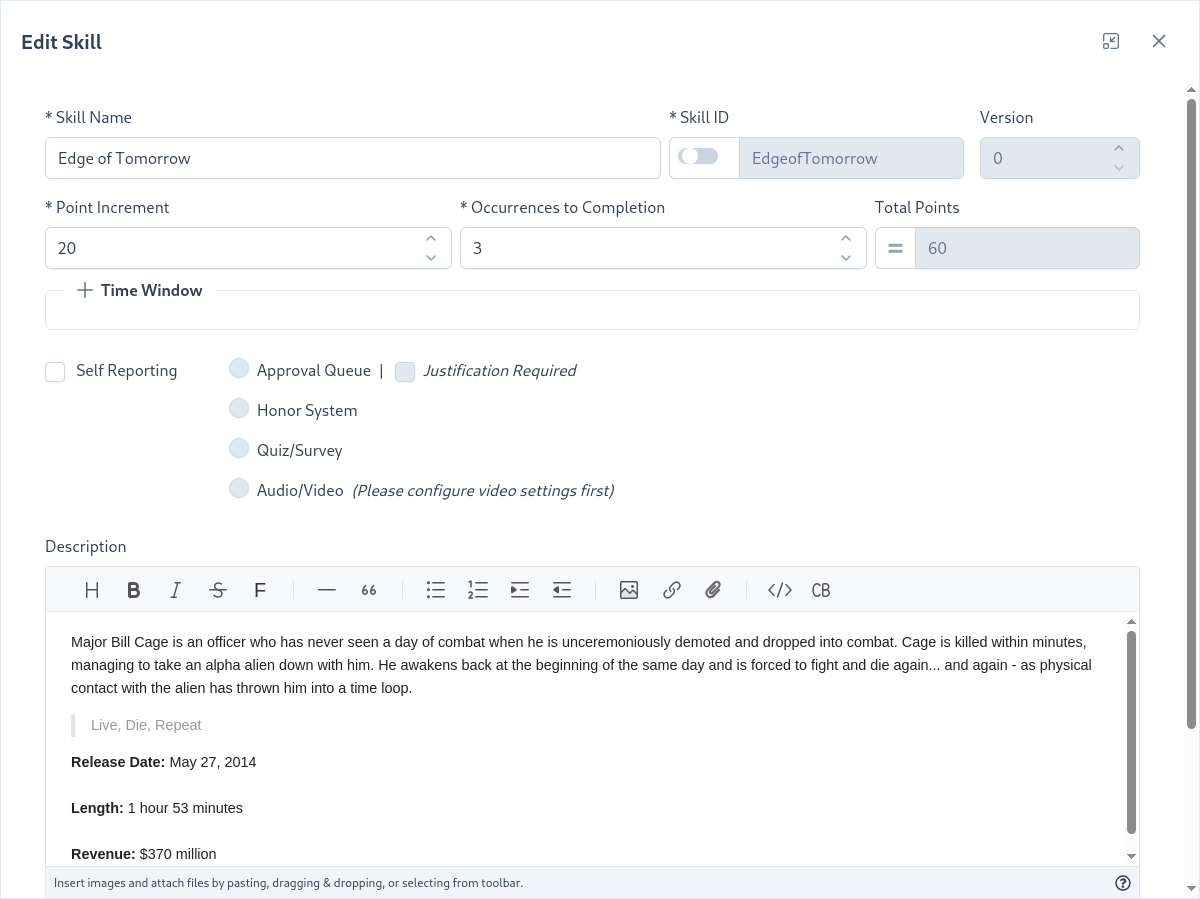 Edit Skill
* Skill Name
* Skill ID
Version
Edge of Tomorrow
EdgeofTomorrow
0
* Point Increment
* Occurrences to Completion
Total Points
20
3
60
Time Window
Self Reporting
Approval Queue | Justification Required
Honor System
Quiz/Survey
Audio/Video (Please configure video settings first)
Description
H B I S F 66 CB
Major Bill Cage is an officer who has never seen a day of combat when he is unceremoniously demoted and dropped into combat. Cage is killed within minutes,
managing to take an alpha alien down with him. He awakens back at the beginning of the same day and is forced to fight and die again... and again - as physical
contact with the alien has thrown him into a time loop.
Live, Die, Repeat
Release Date: May 27, 2014
Length: 1 hour 53 minutes
Revenue: $370 million
Insert images and attach files by pasting, dragging & dropping, or selecting from toolbar.